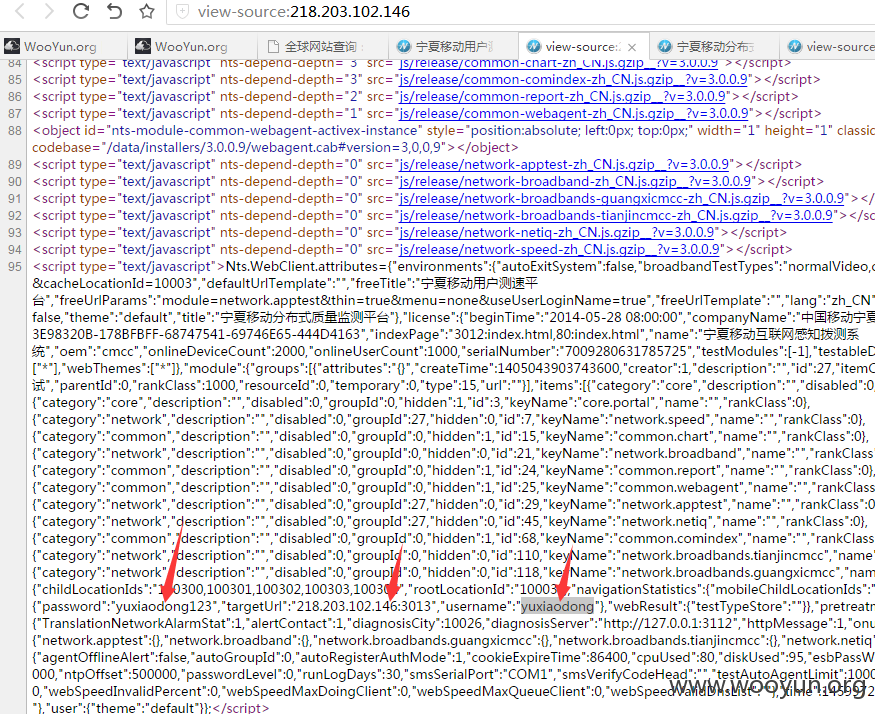 view-source:218.203.102.146
WooYun.org WooYun.org 全球网站查询 宁夏移动用户测 view-source: × 宁夏移动分布式 view-source
84 <script type="text/javascript" nts-depend-depth="3" src="js/release/common-chart-zh_CN.js.gzip__?v=3.0.0.9"></script>
85 <script type="text/javascript" nts-depend-depth="3" src="js/release/common-comindex-zh_CN.js.gzip__?v=3.0.0.9"></script>
86 <script type="text/javascript" nts-depend-depth="2" src="js/release/common-report-zh_CN.js.gzip__?v=3.0.0.9"></script>
87 <script type="text/javascript" nts-depend-depth="1" src="js/release/common-webagent-zh_CN.js.gzip__?v=3.0.0.9"></script>
88 <object id="nts-module-common-webagent-activex-instance" style="position:absolute; left:0px; top:0px;" width="1" height="1" classid
codebase="/data/installers/3.0.0.9/webagent.cab#version=3,0,0,9"></object>
89 <script type="text/javascript" nts-depend-depth="0" src="js/release/network-apptest-zh_CN.js.gzip__?v=3.0.0.9"></script>
90 <script type="text/javascript" nts-depend-depth="0" src="js/release/network-broadband-zh_CN.js.gzip__?v=3.0.0.9"></script>
91 <script type="text/javascript" nts-depend-depth="0" src="js/release/network-broadbands-guangxicmcc-zh_CN.js.gzip__?v=3.0.0.9"></s
92 <script type="text/javascript" nts-depend-depth="0" src="js/release/network-broadbands-tianjincmcc-zh_CN.js.gzip__?v=3.0.0.9"></sc
93 <script type="text/javascript" nts-depend-depth="0" src="js/release/network-netiq-zh_CN.js.gzip__?v=3.0.0.9"></script>
94 <script type="text/javascript" nts-depend-depth="0" src="js/release/network-speed-zh_CN.js.gzip__?v=3.0.0.9"></script>
95 <script type="text/javascript">Nts.WebClient.attributes={"environments":{"autoExitSystem":false,"broadbandTestTypes":"normalVideo,c
&cacheLocationId=10003","defaultUrlTemplate":"","freeTitle":"宁夏移动用户测速平
台","freeUrlParams":"module=network.apptest&thin=true&menu=none&useUserLoginName=true","freeUrlTemplate":"","lang":"zh_CN"
false,"theme":"default","title":"宁夏移动分布式质量监测平台"},"license":{"beginTime":"2014-05-28 08:00:00","companyName":"中国移动宁
3E98320B-178BFBFF-68747541-69746E65-444D4163","indexPage":"3012:index.html,80:index.html","name":"宁夏移动互联网感知拨测系
统","oem":"cmcc","onlineDeviceCount":2000,"onlineUserCount":1000,"serialNumber":"7009280631785725","testModules":[-1],"testableD
["*"],"webThemes":["*"]},"module":{"groups":[{"attributes":"{}","createTime":1405043903743600,"creator":1,"description":"","id":27,"itemC
试","parentId":0,"rankClass":1000,"resourceId":0,"temporary":0,"type":15,"url":""}],"items":[{"category":"core","description":"","disabled":0
{"category":"core","description":"","disabled":0,"groupId":0,"hidden":1,"id":3,"keyName":"core.portal","name":"","rankClass":0},
{"category":"network","description":"","disabled":0,"groupId":27,"hidden":0,"id":7,"keyName":"network.speed","name":"","rankClass":0},
{"category":"common","description":"","disabled":0,"groupId":0,"hidden":1,"id":15,"keyName":"common.chart","name":"","rankClass":0},
{"category":"network","description":"","disabled":0,"groupId":0,"hidden":0,"id":21,"keyName":"network.broadband","name":"","rankClass
{"category":"common","description":"","disabled":0,"groupId":0,"hidden":1,"id":24,"keyName":"common.report","name":"","rankClass":0},
{"category":"common","description":"","disabled":0,"groupId":0,"hidden":1,"id":25,"keyName":"common.webagent","name":"","rankClass
{"category":"network","description":"","disabled":0,"groupId":27,"hidden":0,"id":29,"keyName":"network.apptest","name":"","rankClass":0
{"category":"network","description":"","disabled":0,"groupId":27,"hidden":0,"id":45,"keyName":"network.netiq","name":"","rankClass":0},
{"category":"common","description":"","disabled":0,"groupId":0,"hidden":1,"id":68,"keyName":"common.comindex","name":"","rankClass
{"category":"network","description":"","disabled":0,"groupId":0,"hidden":0,"id":110,"keyName":"network.broadbands.tianjincmcc","name"
{"category":"network","description":"","disabled":0,"groupId":0,"hidden":0,"id":118,"keyName":"network.broadbands.guangxicmcc","nam
{"childLocationIds":"100300,100301,100302,100303,100304","rootLocationId":"10003","navigationStatistics":{"mobileChildLocationIds":"
{"password":"yuxiaodong123","targetUrl":"218.203.102.146:3013","username":"yuxiaodong"},"webResult":{"testTypeStore":""}},"pretreatm
{"TranslationNetworkAlarmStat":1,"alertContact":1,"diagnosisCity":10026,"diagnosisServer":"http://127.0.0.1:3112","httpMessage":1,"onu
{"network.apptest":{},"network.broadband":{},"network.broadbands.guangxicmcc":{},"network.broadbands.tianjincmcc":{},"network.netiq"
{"agentOfflineAlert":false,"autoGroupId":0,"autoRegisterAuthMode":1,"cookieExpireTime":86400,"cpuUsed":80,"diskUsed":95,"esbPassW
000,"ntpOffset":500000,"passwordLevel":0,"runLogDays":30,"smsSerialPort":"COM1","smsVerifyCodeHead":"","testAutoAgentLimit":1000
0,"webSpeedInvalidPercent":0,"webSpeedMaxDoingClient":0,"webSpeedMaxQueueClient":0,"webSpeedValidDnsList":"","time":1459972
"},"user":{"theme":"default"}};</script>
www.wooyun.org